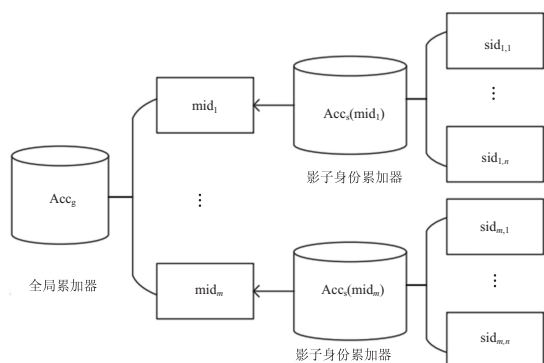 sid1,1
mid1
Accs(mid1)
⋮
sid1,n
影子身份累加器
Accg
⋮
sidm,1
全局累加器
midm
Accs(midm)
⋮
sidm,n
影子身份累加器